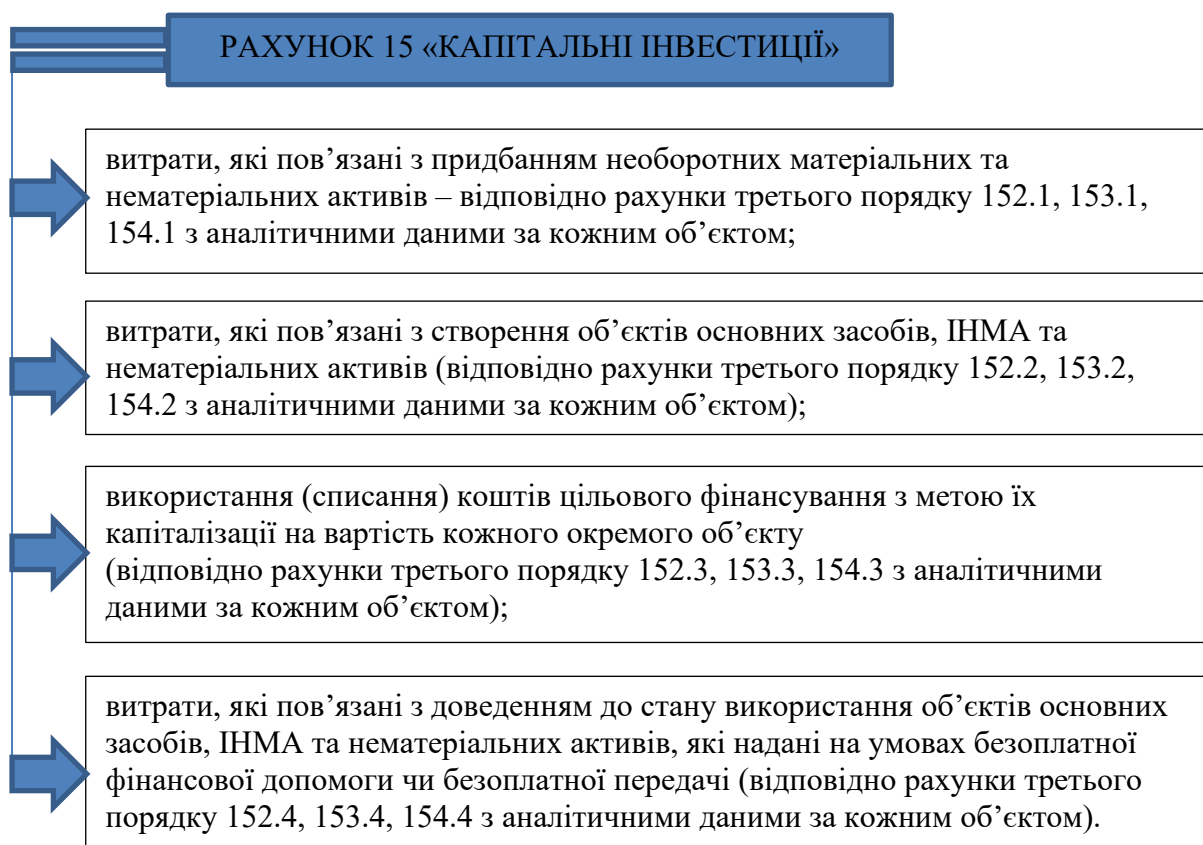 РАХУНОК 15 «КАПІТАЛЬНІ ІНВЕСТИЦІЇ»
витрати, які пов’язані з придбанням необоротних матеріальних та
нематеріальних активів – відповідно рахунки третього порядку 152.1, 153.1,
154.1 з аналітичними даними за кожним об’єктом;
витрати, які пов’язані з створення об’єктів основних засобів, ІНМА та
нематеріальних активів (відповідно рахунки третього порядку 152.2, 153.2,
154.2 з аналітичними даними за кожним об’єктом);
використання (списання) коштів цільового фінансування з метою їх
капіталізації на вартість кожного окремого об’єкту
(відповідно рахунки третього порядку 152.3, 153.3, 154.3 з аналітичними
даними за кожним об’єктом);
витрати, які пов’язані з доведенням до стану використання об’єктів основних
засобів, ІНМА та нематеріальних активів, які надані на умовах безоплатної
фінансової допомоги чи безоплатної передачі (відповідно рахунки третього
порядку 152.4, 153.4, 154.4 з аналітичними даними за кожним об’єктом).